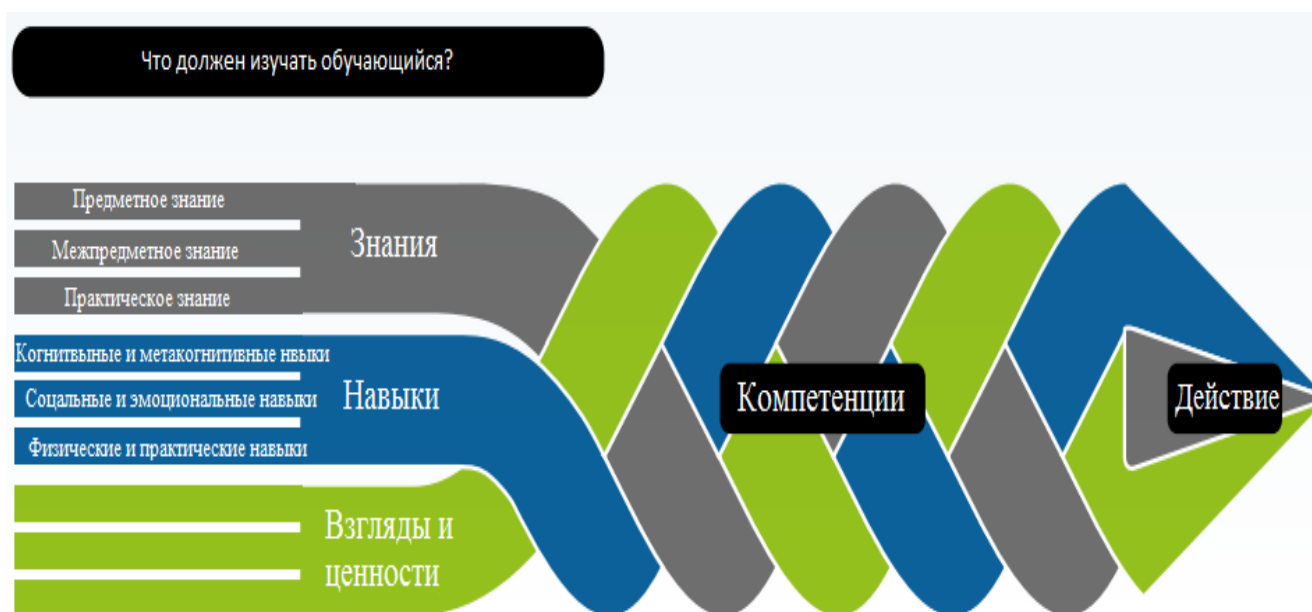 Что должен изучать обучающийся?
Предметное знание
Межпредметное знание
Практическое знание
Знания
Когнитвыные и метакогнитивные нвыки
Соцальные и эмоциональные навыки
Физические и практические навыки
Навыки
Взгляды и
ценности
Компетенции
Действие